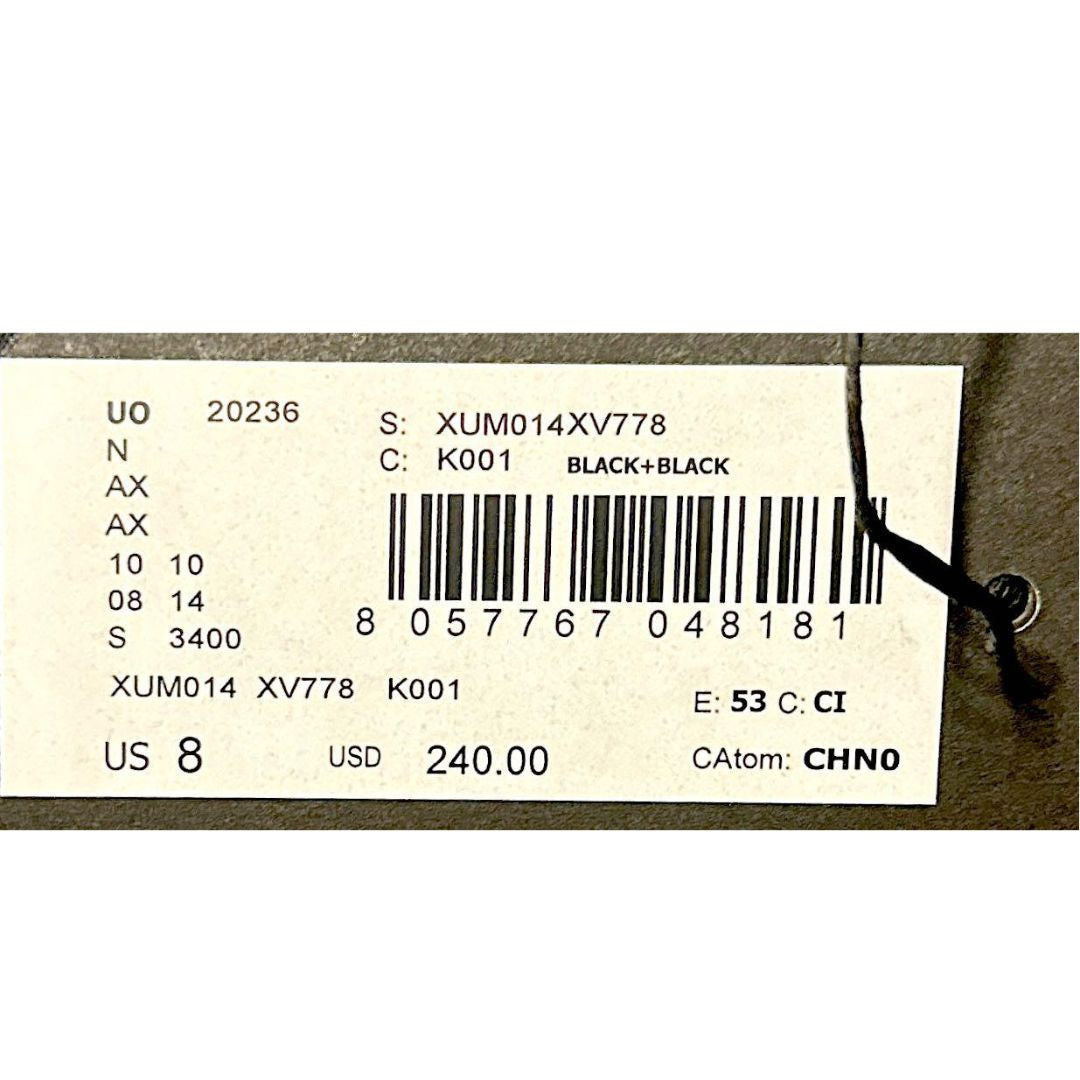 UO 20236
N
AX
AX
10 10
08 14
S 3400
S: XUM014XV778
C: K001 BLACK+BLACK
8 057767 048181
XUM014 XV778 K001
E: 53 C: CI
US 8 USD 240.00
CAtom: CHN0